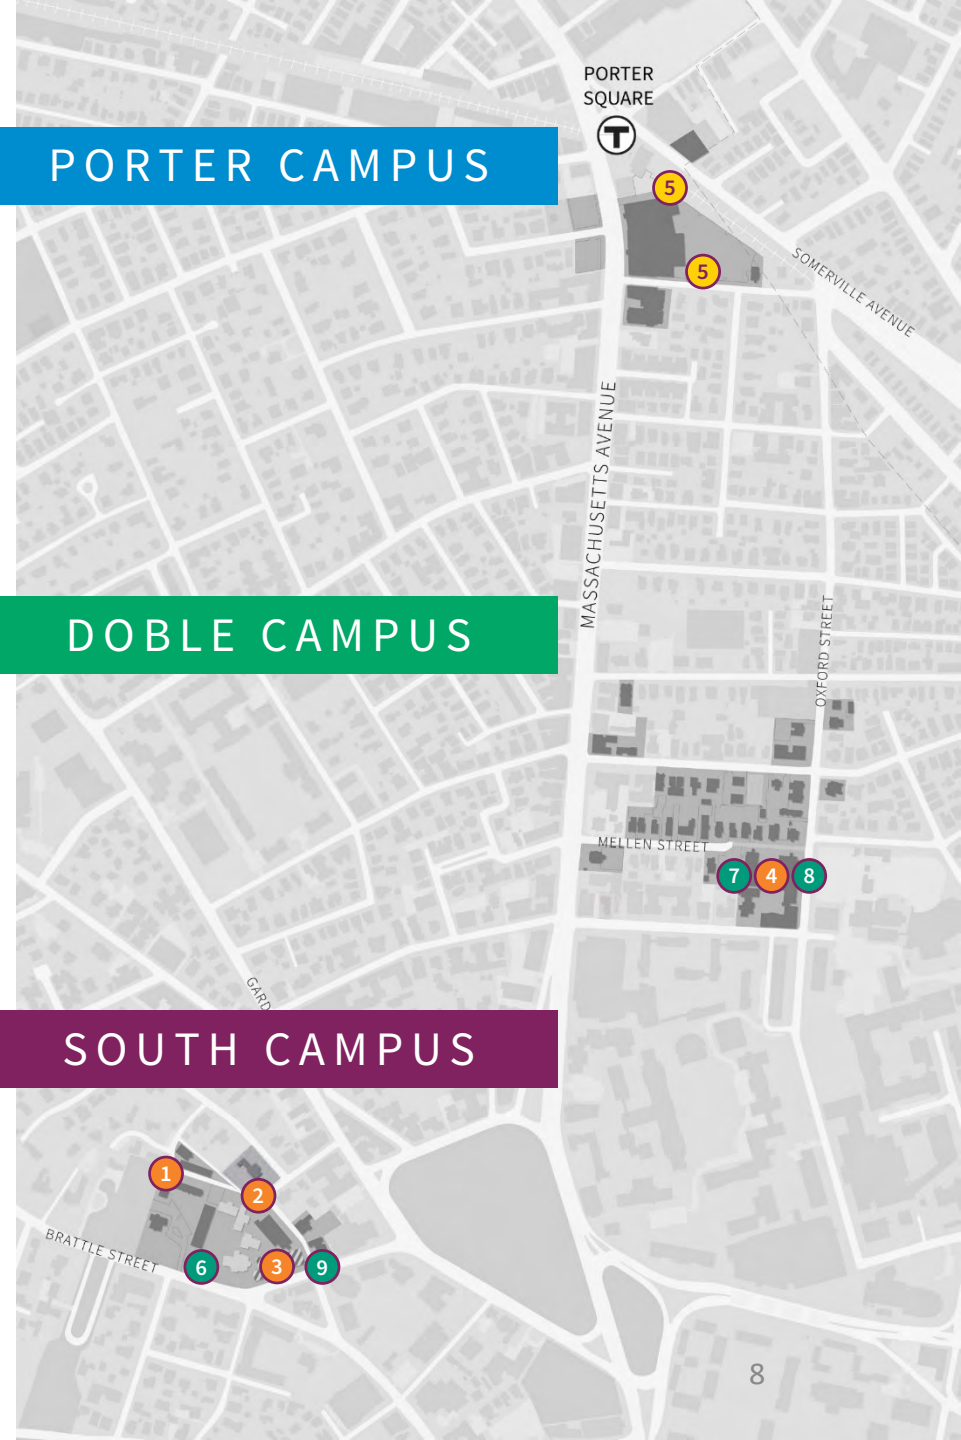 PORTER
SQUARE
T
PORTER CAMPUS
5
5
SOMERVILLE AVENUE
MASSACHUSETTS AVENUE
DOBLE CAMPUS
OXFORD STREET
MELLEN STREET
7 4 8
GARD
SOUTH CAMPUS
1
2
BRATTLE STREET
6 3 9
8